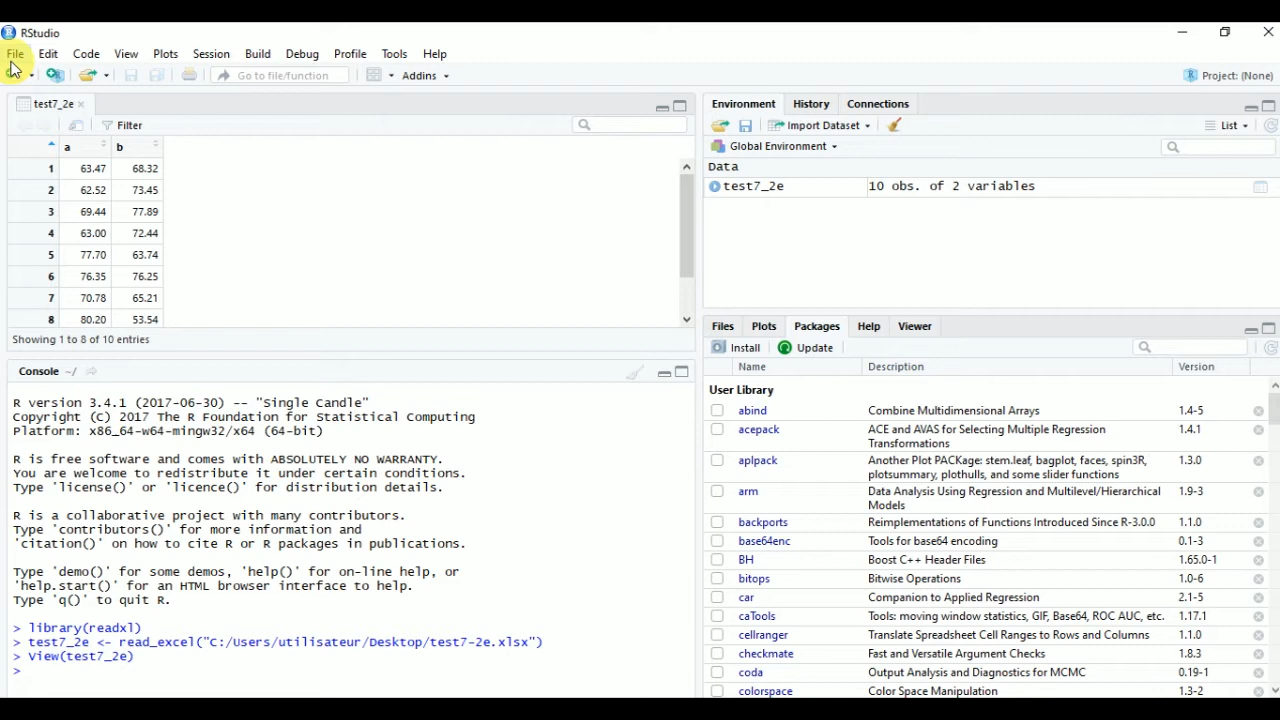 RStudio
File Edit Code View Plots Session Build Debug Profile Tools Help
Go to file/function Addins Project: (None)
test7_2e
Filter
a b
1 63.47 68.32
2 62.52 73.45
3 69.44 77.89
4 63.00 72.44
5 77.70 63.74
6 76.35 76.25
7 70.78 65.21
8 80.20 53.54
Showing 1 to 8 of 10 entries
Console ~/
R version 3.4.1 (2017-06-30) -- "Single Candle"
Copyright (C) 2017 The R Foundation for Statistical Computing
Platform: x86_64-w64-mingw32/x64 (64-bit)
R is free software and comes with ABSOLUTELY NO WARRANTY.
You are welcome to redistribute it under certain conditions.
Type 'license()' or 'licence()' for distribution details.
R is a collaborative project with many contributors.
Type 'contributors()' for more information and
'citation()' on how to cite R or R packages in publications.
Type 'demo()' for some demos, 'help()' for on-line help, or
'help.start()' for an HTML browser interface to help.
Type 'q()' to quit R.
> library(readxl)
> test7_2e <- read_excel("C:/Users/utilisateur/Desktop/test7-2e.xlsx")
> View(test7_2e)
>
Environment History Connections
Import Dataset List
Global Environment
Data
test7_2e 10 obs. of 2 variables
Files Plots Packages Help Viewer
Install Update
Name Description Version
User Library
abind Combine Multidimensional Arrays 1.4-5
acepack ACE and AVAS for Selecting Multiple Regression 1.4.1
Transformations
aplpack Another Plot PACKage: stem.leaf, bagplot, faces, spin3R, 1.3.0
plotsummary, plothulls, and some slider functions
arm Data Analysis Using Regression and Multilevel/Hierarchical 1.9-3
Models
backports Reimplementations of Functions Introduced Since R-3.0.0 1.1.0
base64enc Tools for base64 encoding 0.1-3
BH Boost C++ Header Files 1.65.0-1
bitops Bitwise Operations 1.0-6
car Companion to Applied Regression 2.1-5
caTools Tools: moving window statistics, GIF, Base64, ROC AUC, etc. 1.17.1
cellranger Translate Spreadsheet Cell Ranges to Rows and Columns 1.1.0
checkmate Fast and Versatile Argument Checks 1.8.3
coda Output Analysis and Diagnostics for MCMC 0.19-1
colorspace Color Space Manipulation 1.3-2